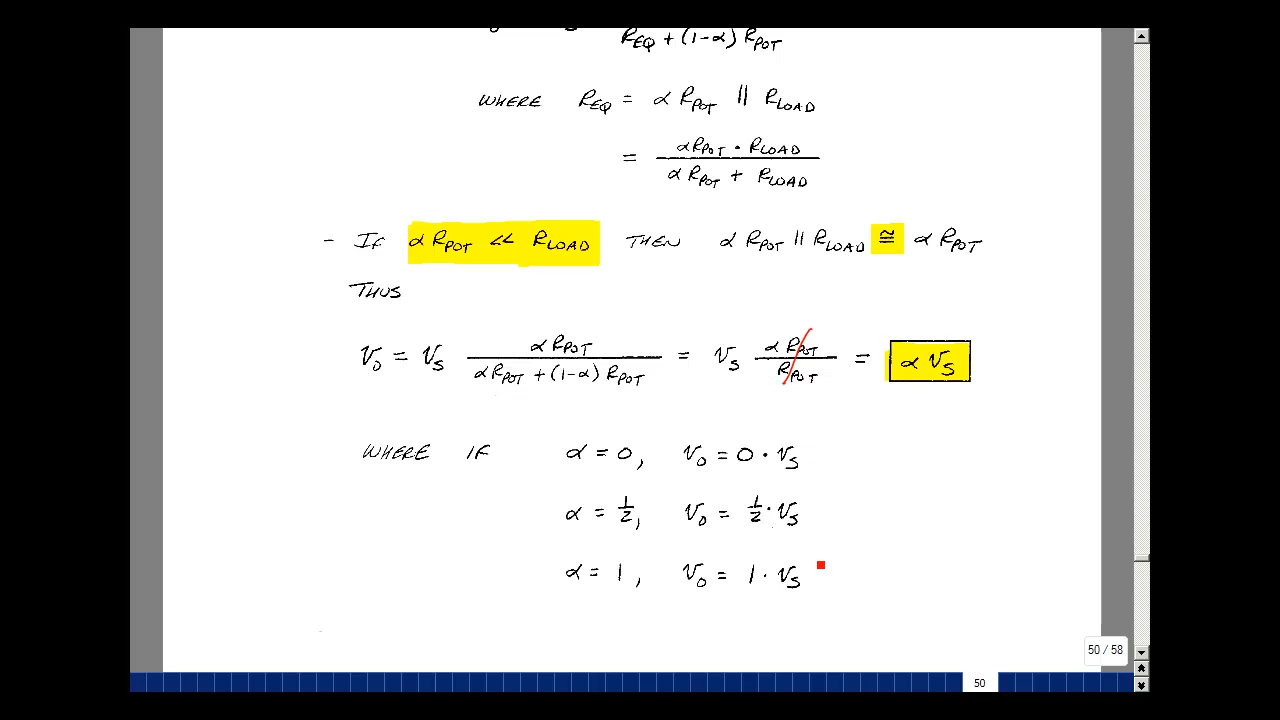 R_EQ + (1-α) R_POT
WHERE R_EQ = α R_POT || R_LOAD
= (α R_POT • R_LOAD) / (α R_POT + R_LOAD)
- IF α R_POT << R_LOAD THEN α R_POT || R_LOAD ≅ α R_POT
THUS
V_O = V_S (α R_POT) / (α R_POT + (1-α) R_POT) = V_S (α R_POT) / (R_POT) = α V_S
WHERE IF α = 0, V_O = 0 • V_S
α = 1/2, V_O = 1/2 • V_S
α = 1, V_O = 1 • V_S
50 / 58
50